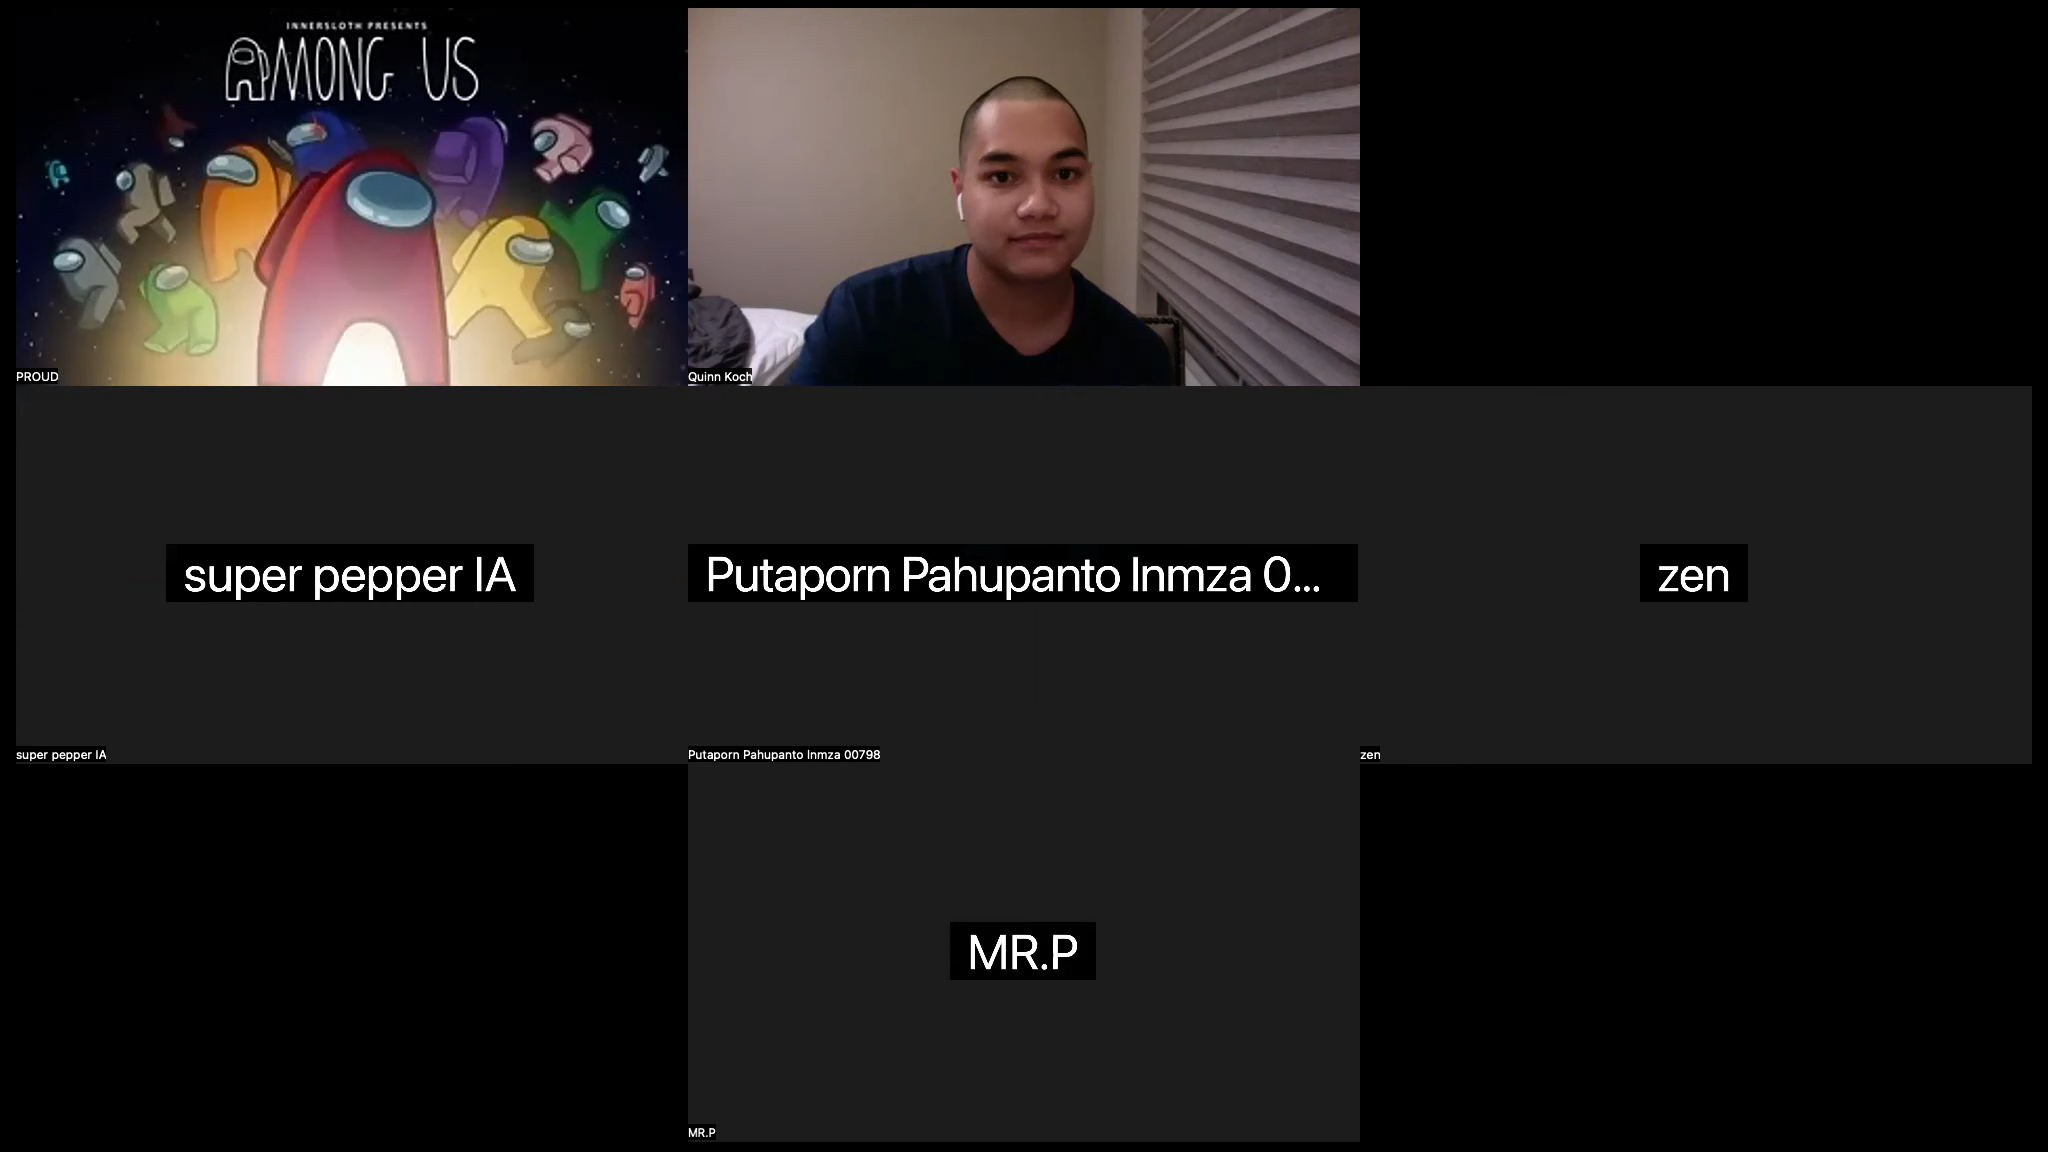 INNERSLOTH PRESENTS
AMONG US
PROUD
Quinn Koch
super pepper IA
Putaporn Pahupanto Inmza 0...
zen
super pepper IA
Putaporn Pahupanto Inmza 00798
zen
MR.P
MR.P